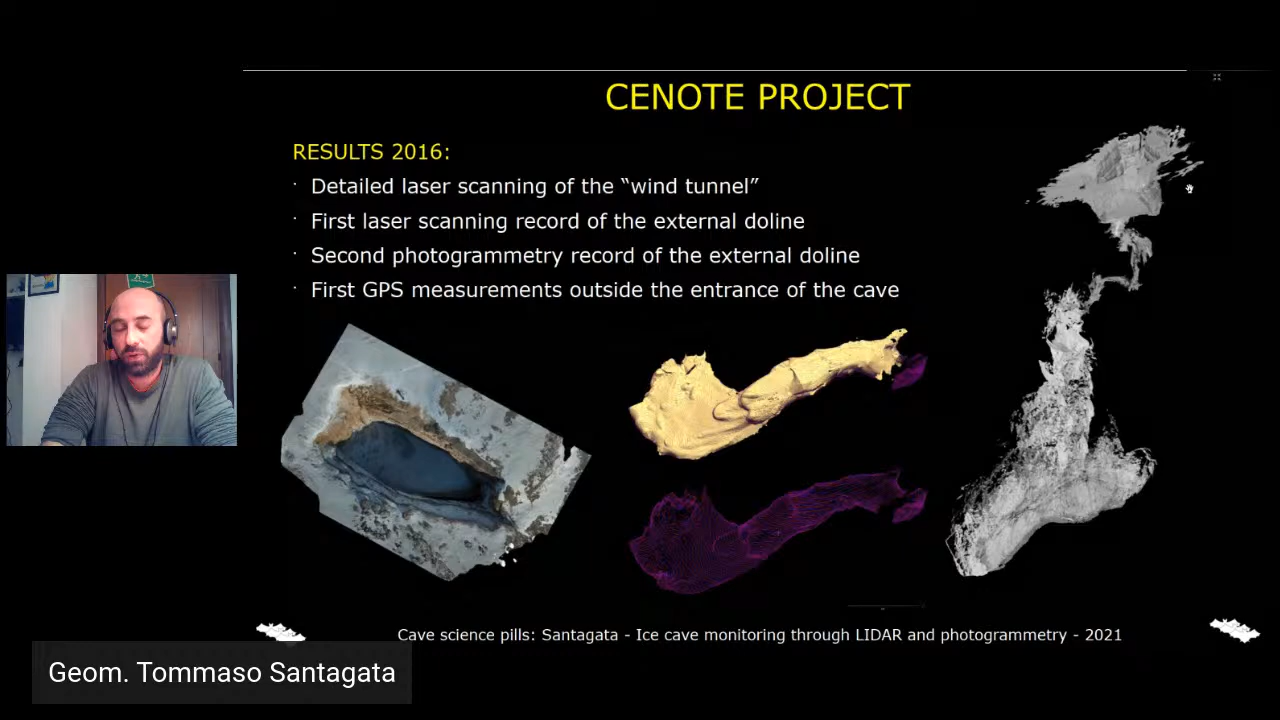 CENOTE PROJECT
RESULTS 2016:
· Detailed laser scanning of the “wind tunnel”
· First laser scanning record of the external doline
· Second photogrammetry record of the external doline
· First GPS measurements outside the entrance of the cave
Cave science pills: Santagata - Ice cave monitoring through LIDAR and photogrammetry - 2021
Geom. Tommaso Santagata